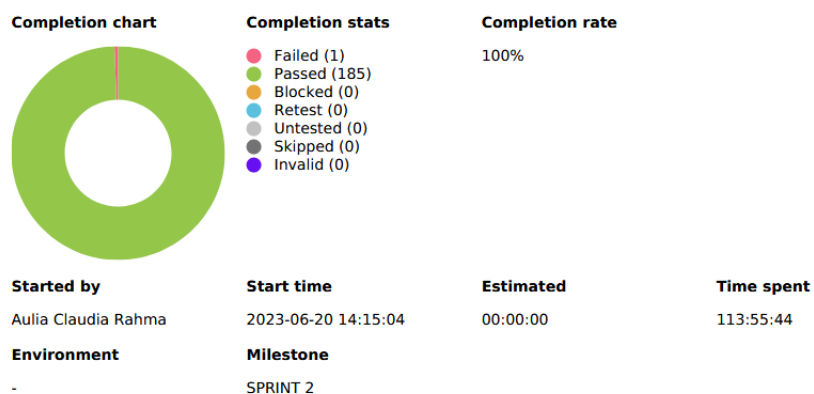 Completion chart
Completion stats
Completion rate
Failed (1)
Passed (185)
Blocked (0)
Retest (0)
Untested (0)
Skipped (0)
Invalid (0)
100%
Started by
Start time
Estimated
Time spent
Aulia Claudia Rahma
2023-06-20 14:15:04
00:00:00
113:55:44
Environment
Milestone
-
SPRINT 2